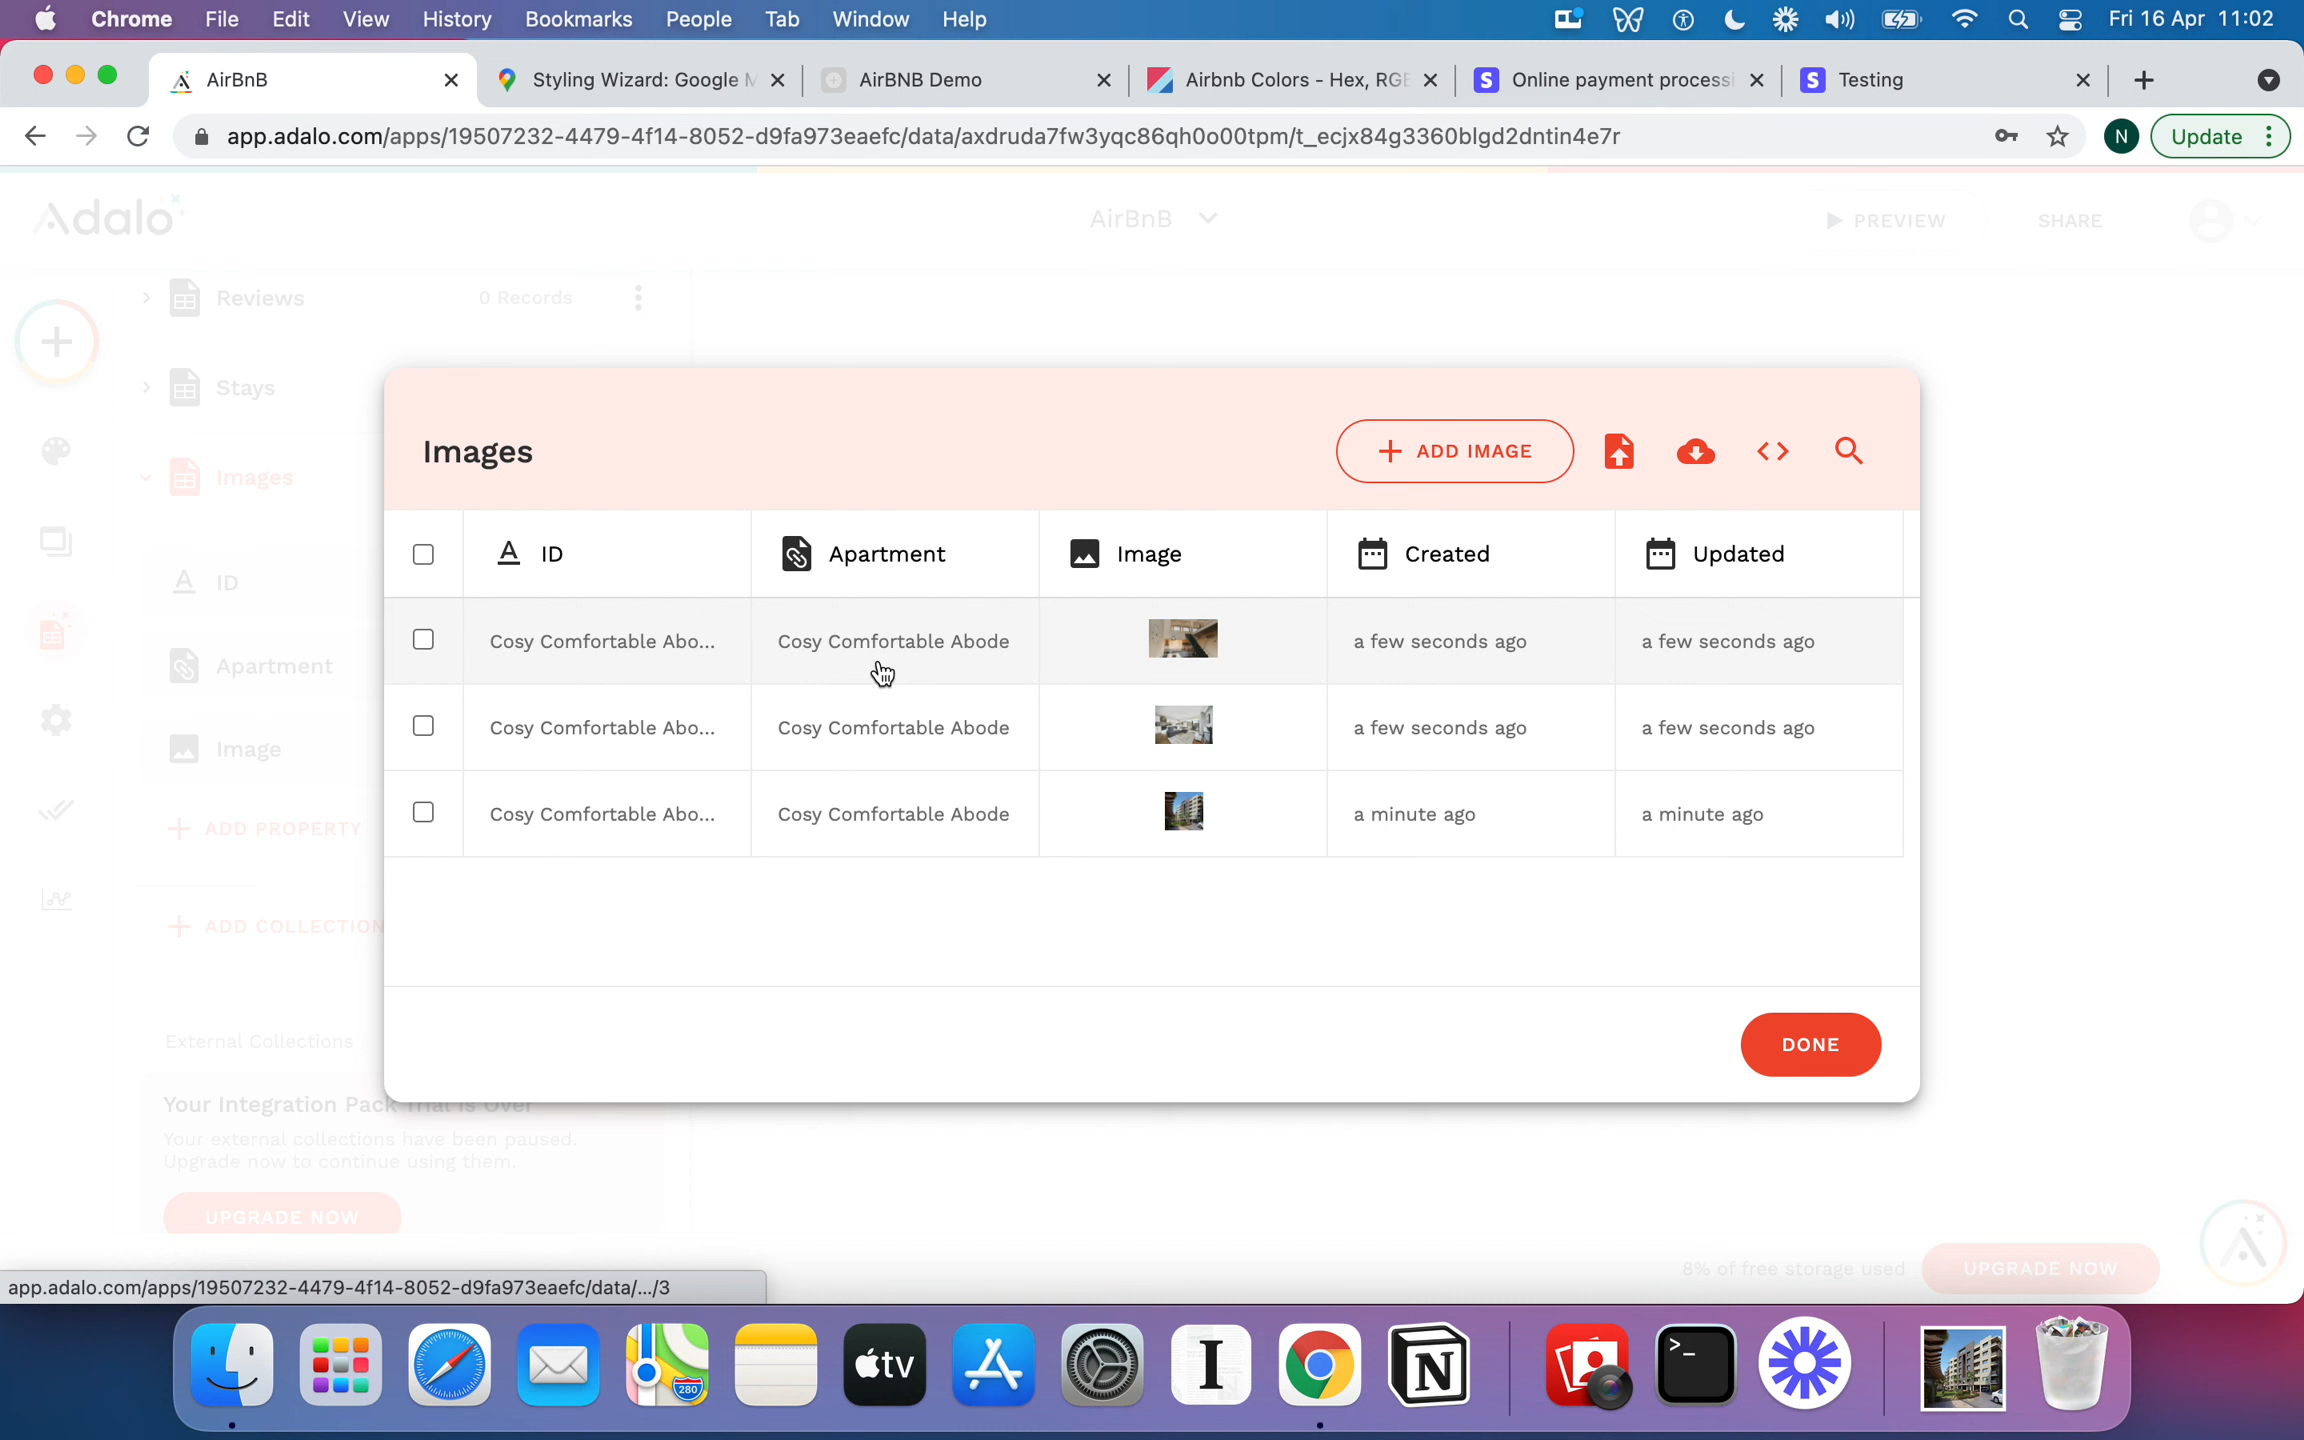 Chrome File Edit View History Bookmarks People Tab Window Help Fri 16 Apr 11:02
AirBnB Styling Wizard: Google M AirBNB Demo Airbnb Colors - Hex, RGB Online payment processi Testing
app.adalo.com/apps/19507232-4479-4f14-8052-d9fa973eaefc/data/axdruda7fw3yqc86qh0o00tpm/t_ecjx84g3360blgd2dntin4e7r N Update
Adalo AirBnB PREVIEW SHARE
Reviews 0 Records
Stays
Images
ID
Apartment
Image
ADD PROPERTY
ADD COLLECTION
External Collections
Your Integration Pack Trial Is Over
Your external collections have been paused.
Upgrade now to continue using them.
UPGRADE NOW
Images ADD IMAGE
ID Apartment Image Created Updated
Cosy Comfortable Abo... Cosy Comfortable Abode a few seconds ago a few seconds ago
Cosy Comfortable Abo... Cosy Comfortable Abode a few seconds ago a few seconds ago
Cosy Comfortable Abo... Cosy Comfortable Abode a minute ago a minute ago
DONE
8% of free storage used UPGRADE NOW
app.adalo.com/apps/19507232-4479-4f14-8052-d9fa973eaefc/data/.../3
280 tv